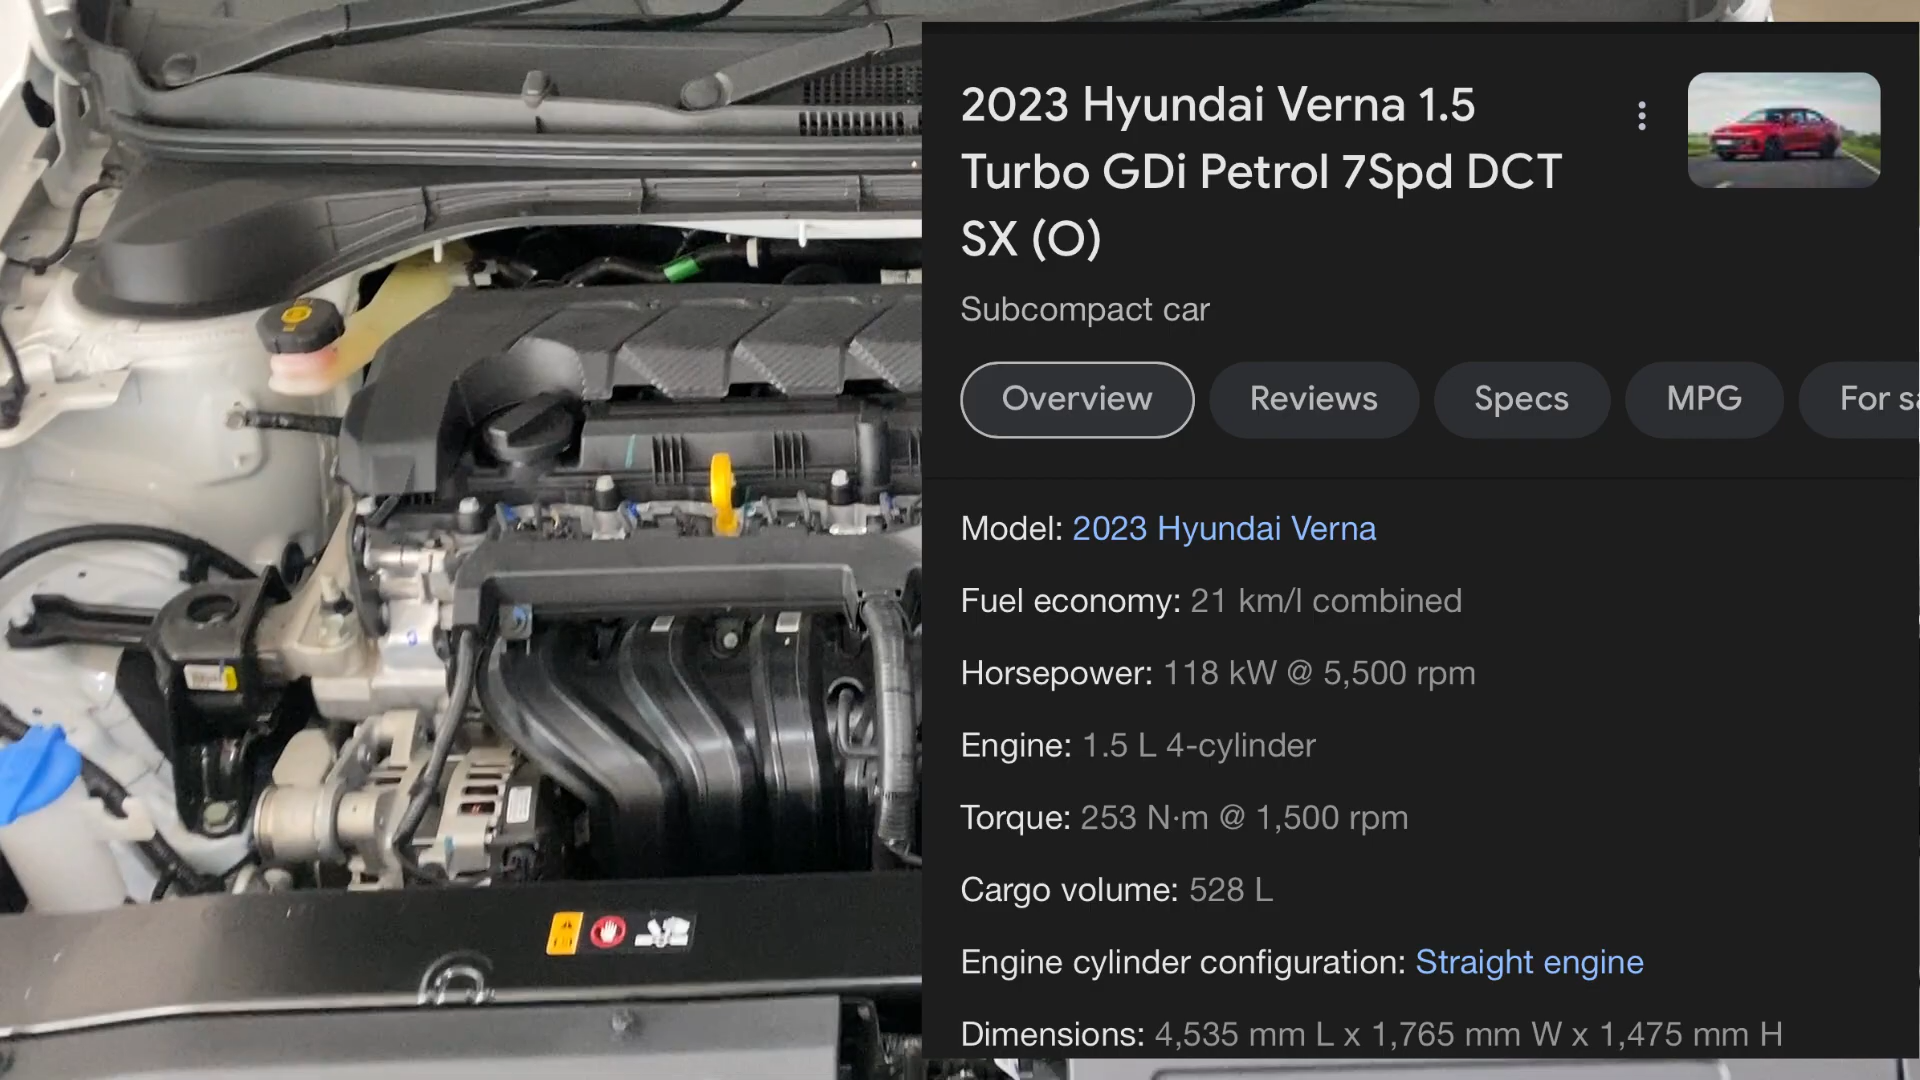 2023 Hyundai Verna 1.5
Turbo GDi Petrol 7Spd DCT
SX (O)
Subcompact car
Overview
Reviews
Specs
MPG
For sa
Model: 2023 Hyundai Verna
Fuel economy: 21 km/l combined
Horsepower: 118 kW @ 5,500 rpm
Engine: 1.5 L 4-cylinder
Torque: 253 N·m @ 1,500 rpm
Cargo volume: 528 L
Engine cylinder configuration: Straight engine
Dimensions: 4,535 mm L x 1,765 mm W x 1,475 mm H